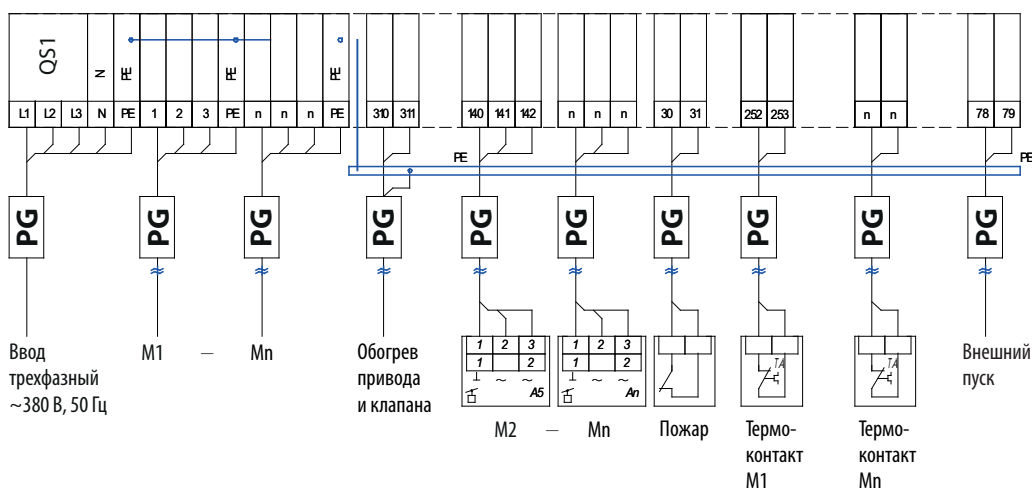 QS1 N PE PE PE
L1 L2 L3 N PE 1 2 3 PE n n n PE 310 311 140 141 142 n n n 30 31 252 253 n n 78 79
PE PE
PG PG PG PG PG PG PG PG PG PG
1 2 3 1 2 3
1 2 1 2
TA TA
A5 An
Ввод
трехфазный
~380 В, 50 Гц
M1 – Mn
Обогрев
привода
и клапана
M2 – Mn
Пожар
Термо-
контакт
M1
Термо-
контакт
Mn
Внешний
пуск